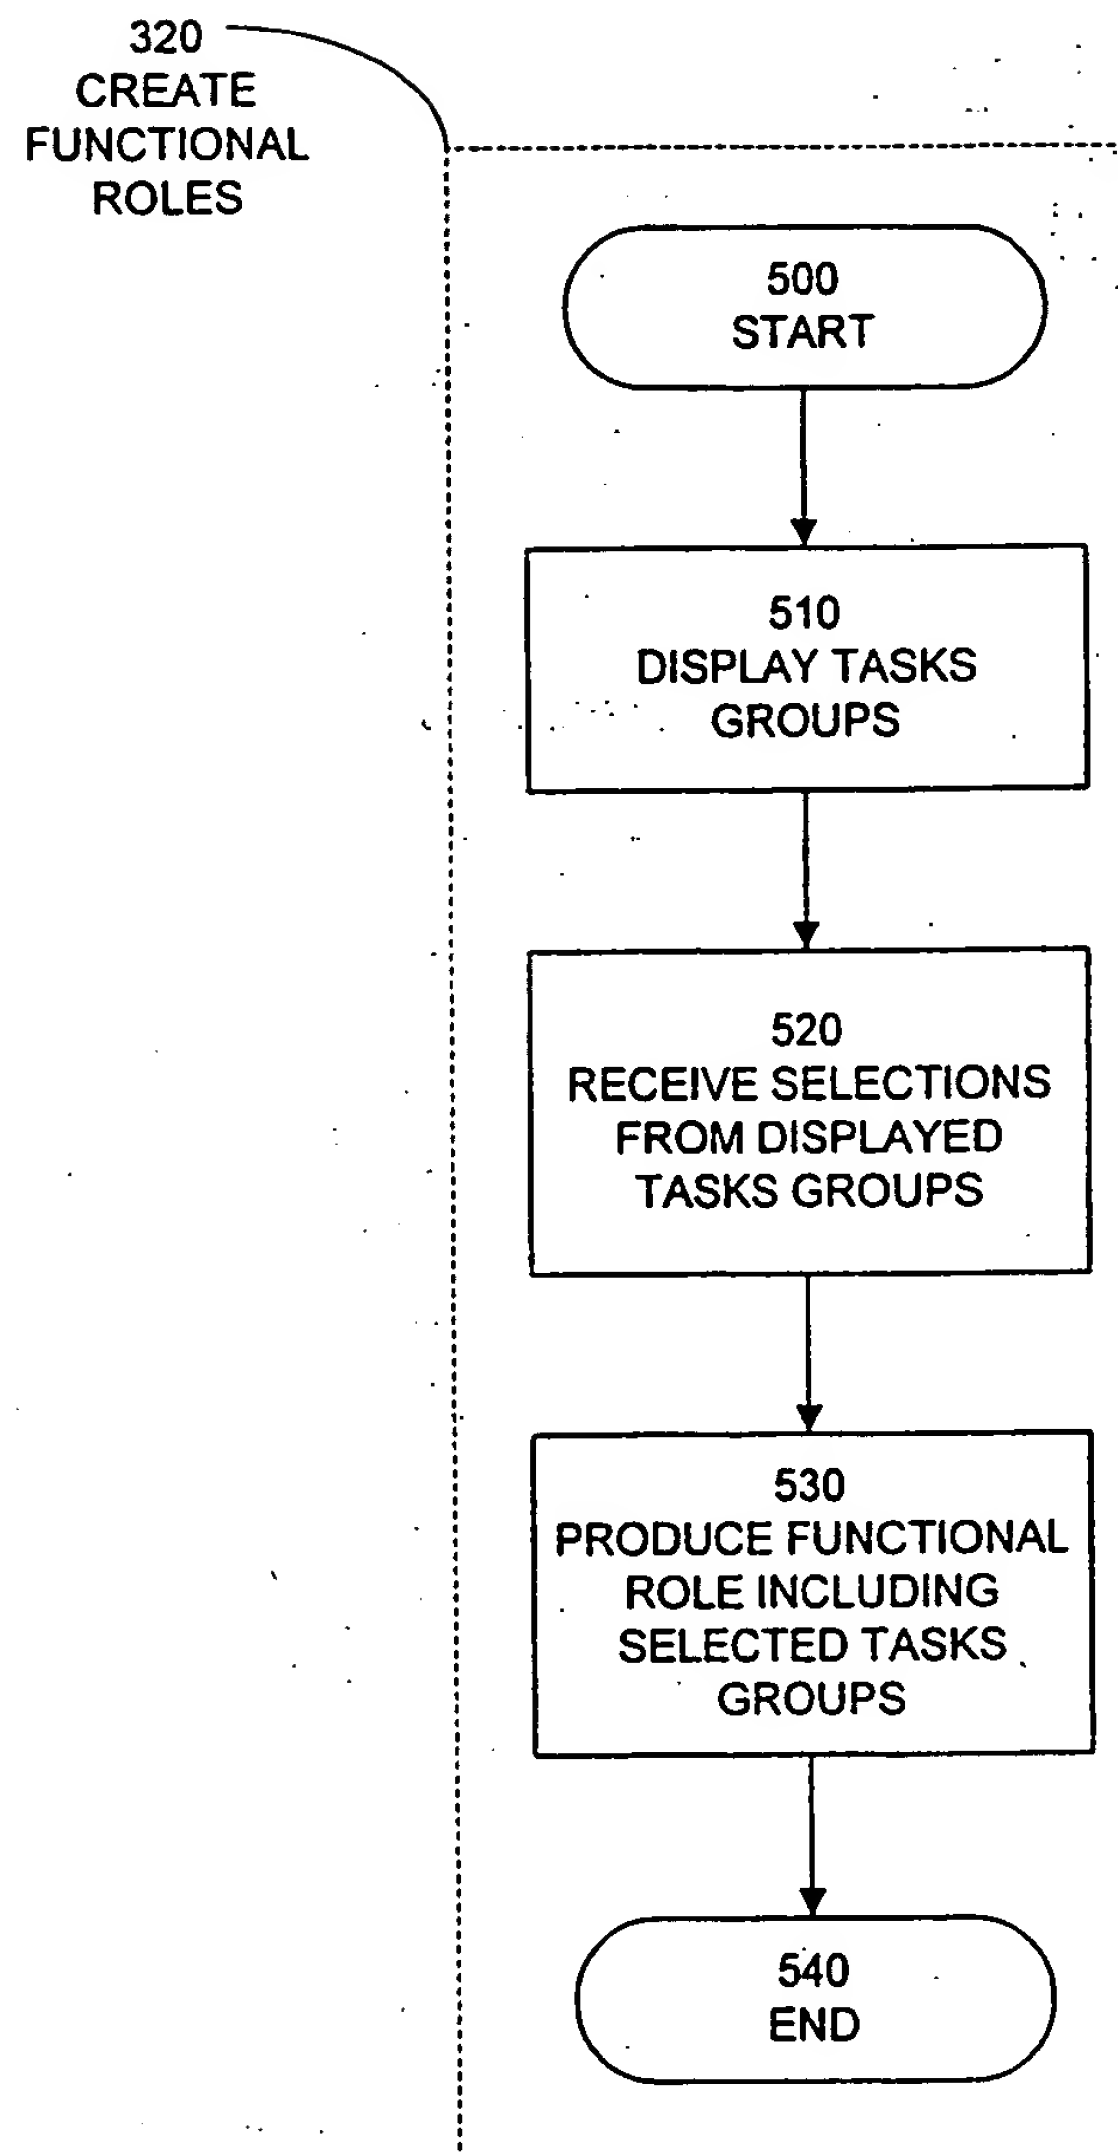 320
CREATE
FUNCTIONAL
ROLES
500
START
510
DISPLAY TASKS
GROUPS
520
RECEIVE SELECTIONS
FROM DISPLAYED
TASKS GROUPS
530
PRODUCE FUNCTIONAL
ROLE INCLUDING
SELECTED TASKS
GROUPS
540
END